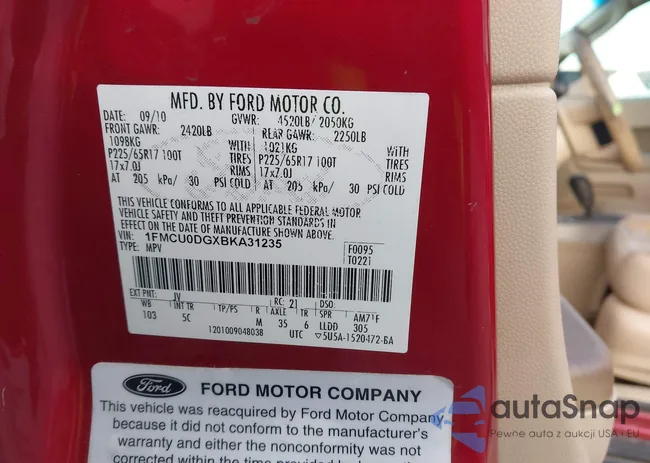 MFD. BY FORD MOTOR CO.
DATE: 09/10 GVWR: 4520LB/ 2050KG
FRONT GAWR: 2420LB REAR GAWR: 2250LB
1098KG WITH 1021KG WITH
P225/65R17 100T TIRES P225/65R17 100T TIRES
17x7.0J RIMS 17x7.0J RIMS
AT 205 kPa/ 30 PSI COLD AT 205 kPa/ 30 PSI COLD
THIS VEHICLE CONFORMS TO ALL APPLICABLE FEDERAL MOTOR
VEHICLE SAFETY AND THEFT PREVENTION STANDARDS IN
EFFECT ON THE DATE OF MANUFACTURE SHOWN ABOVE.
VIN: 1FMCU0DGXBKA31235 F0095
TYPE: MPV T0221
EXT PNT: JV RC: 21 DSO
WB INT TR TP/PS R AXLE TR SPR AM71F
103 5C M 35 6 LLDD 305
1201009048038 UTC 5U5A-1520472-BA
Ford FORD MOTOR COMPANY
This vehicle was reacquired by Ford Motor Company
because it did not conform to the manufacturer's
warranty and either the nonconformity was not
autaSnap
Pewne auta z aukcji USA i EU